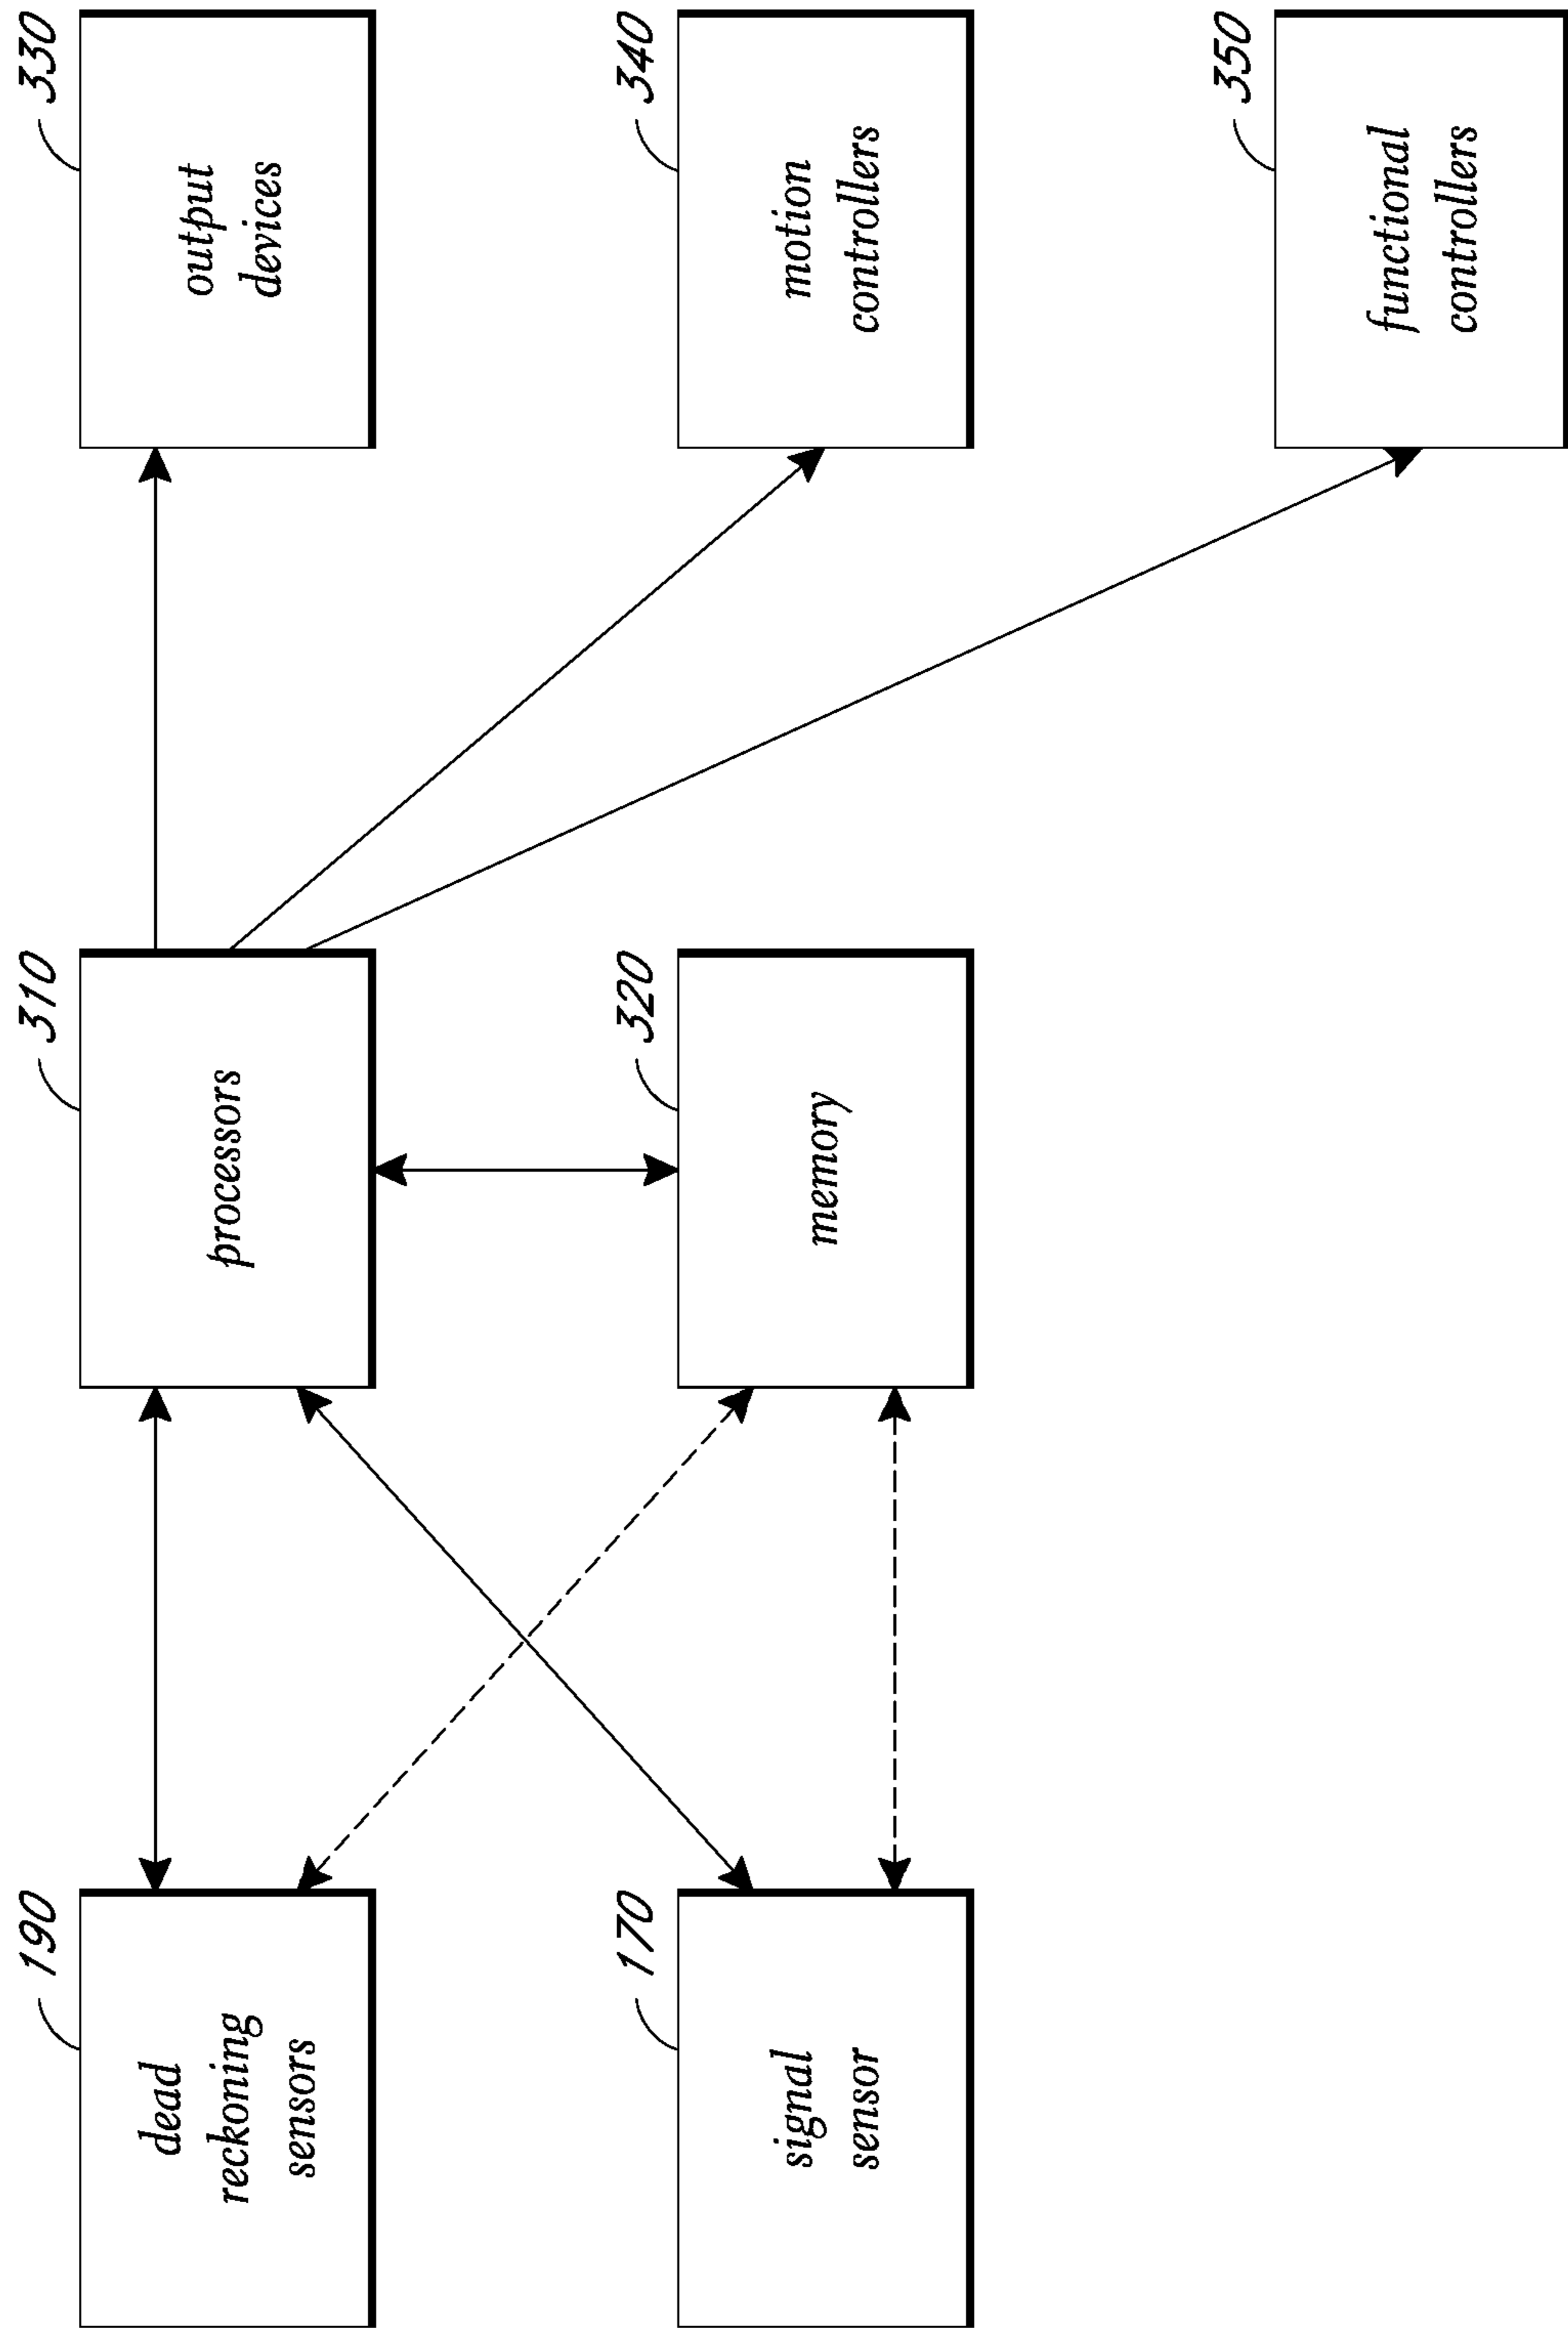 190
dead
reckoning
sensors
310
processors
330
output
devices
170
signal
sensor
320
memory
340
motion
controllers
350
functional
controllers